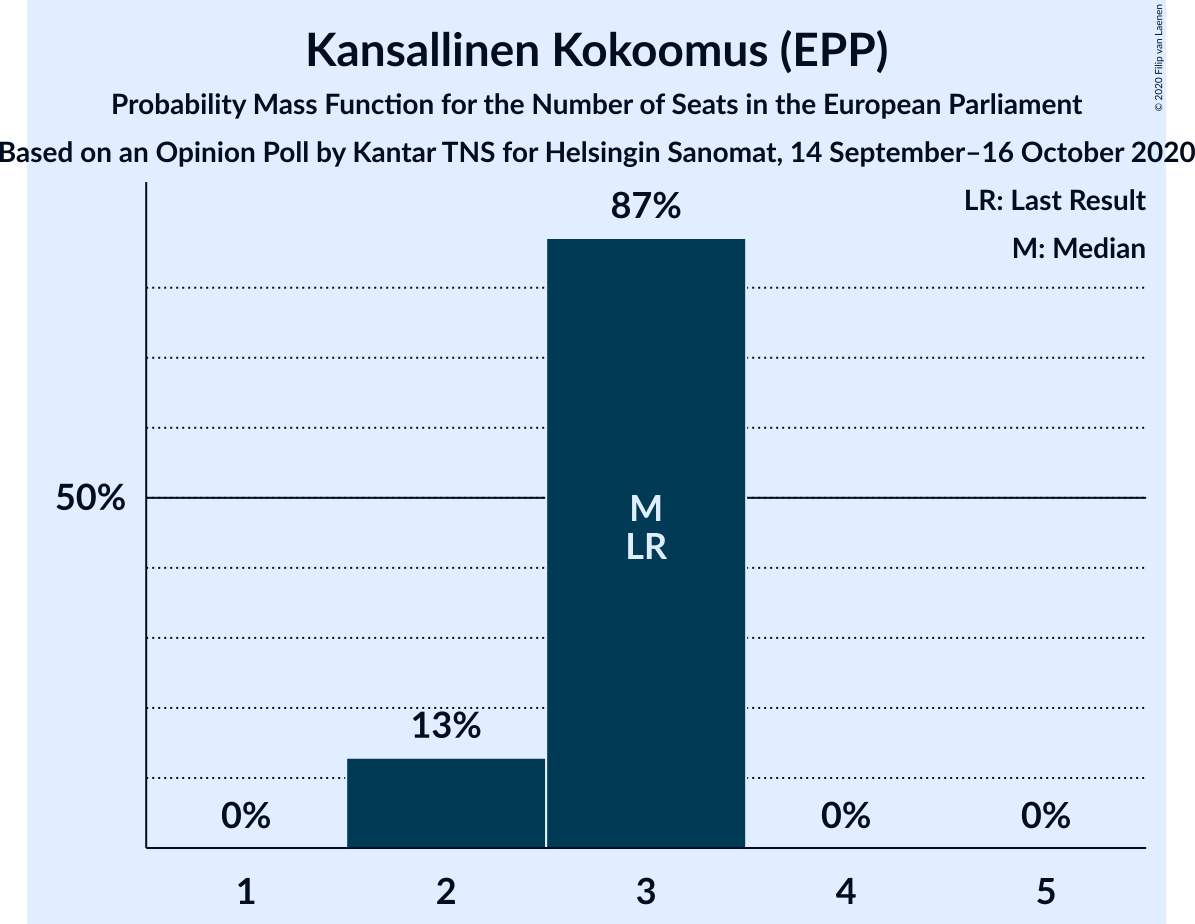 Kansallinen Kokoomus (EPP)
Probability Mass Function for the Number of Seats in the European Parliament
Based on an Opinion Poll by Kantar TNS for Helsingin Sanomat, 14 September–16 October 2020
© 2020 Filip van Laenen
LR: Last Result
M: Median
87%
50%
M
LR
13%
0%
0%
0%
1
2
3
4
5